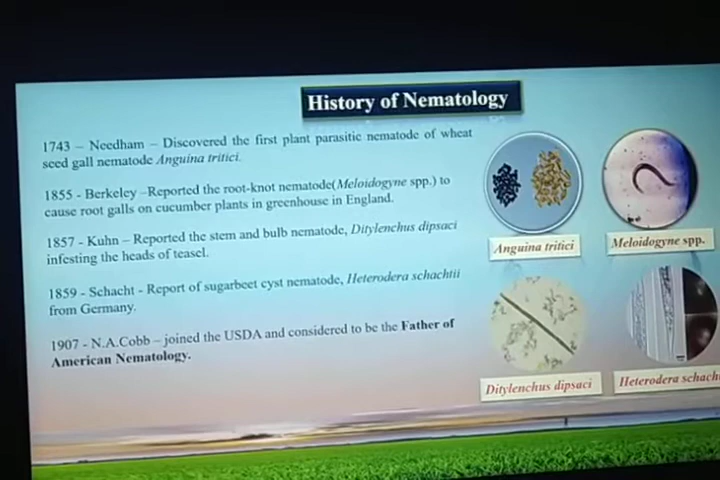 History of Nematology
1743 – Needham – Discovered the first plant parasitic nematode of wheat
seed gall nematode Anguina tritici.
1855 - Berkeley –Reported the root-knot nematode(Meloidogyne spp.) to
cause root galls on cucumber plants in greenhouse in England.
1857 - Kuhn – Reported the stem and bulb nematode, Ditylenchus dipsaci
infesting the heads of teasel.
1859 - Schacht - Report of sugarbeet cyst nematode, Heterodera schachtii
from Germany.
1907 - N.A.Cobb – joined the USDA and considered to be the Father of
American Nematology.
Anguina tritici
Meloidogyne spp.
Ditylenchus dipsaci
Heterodera schach